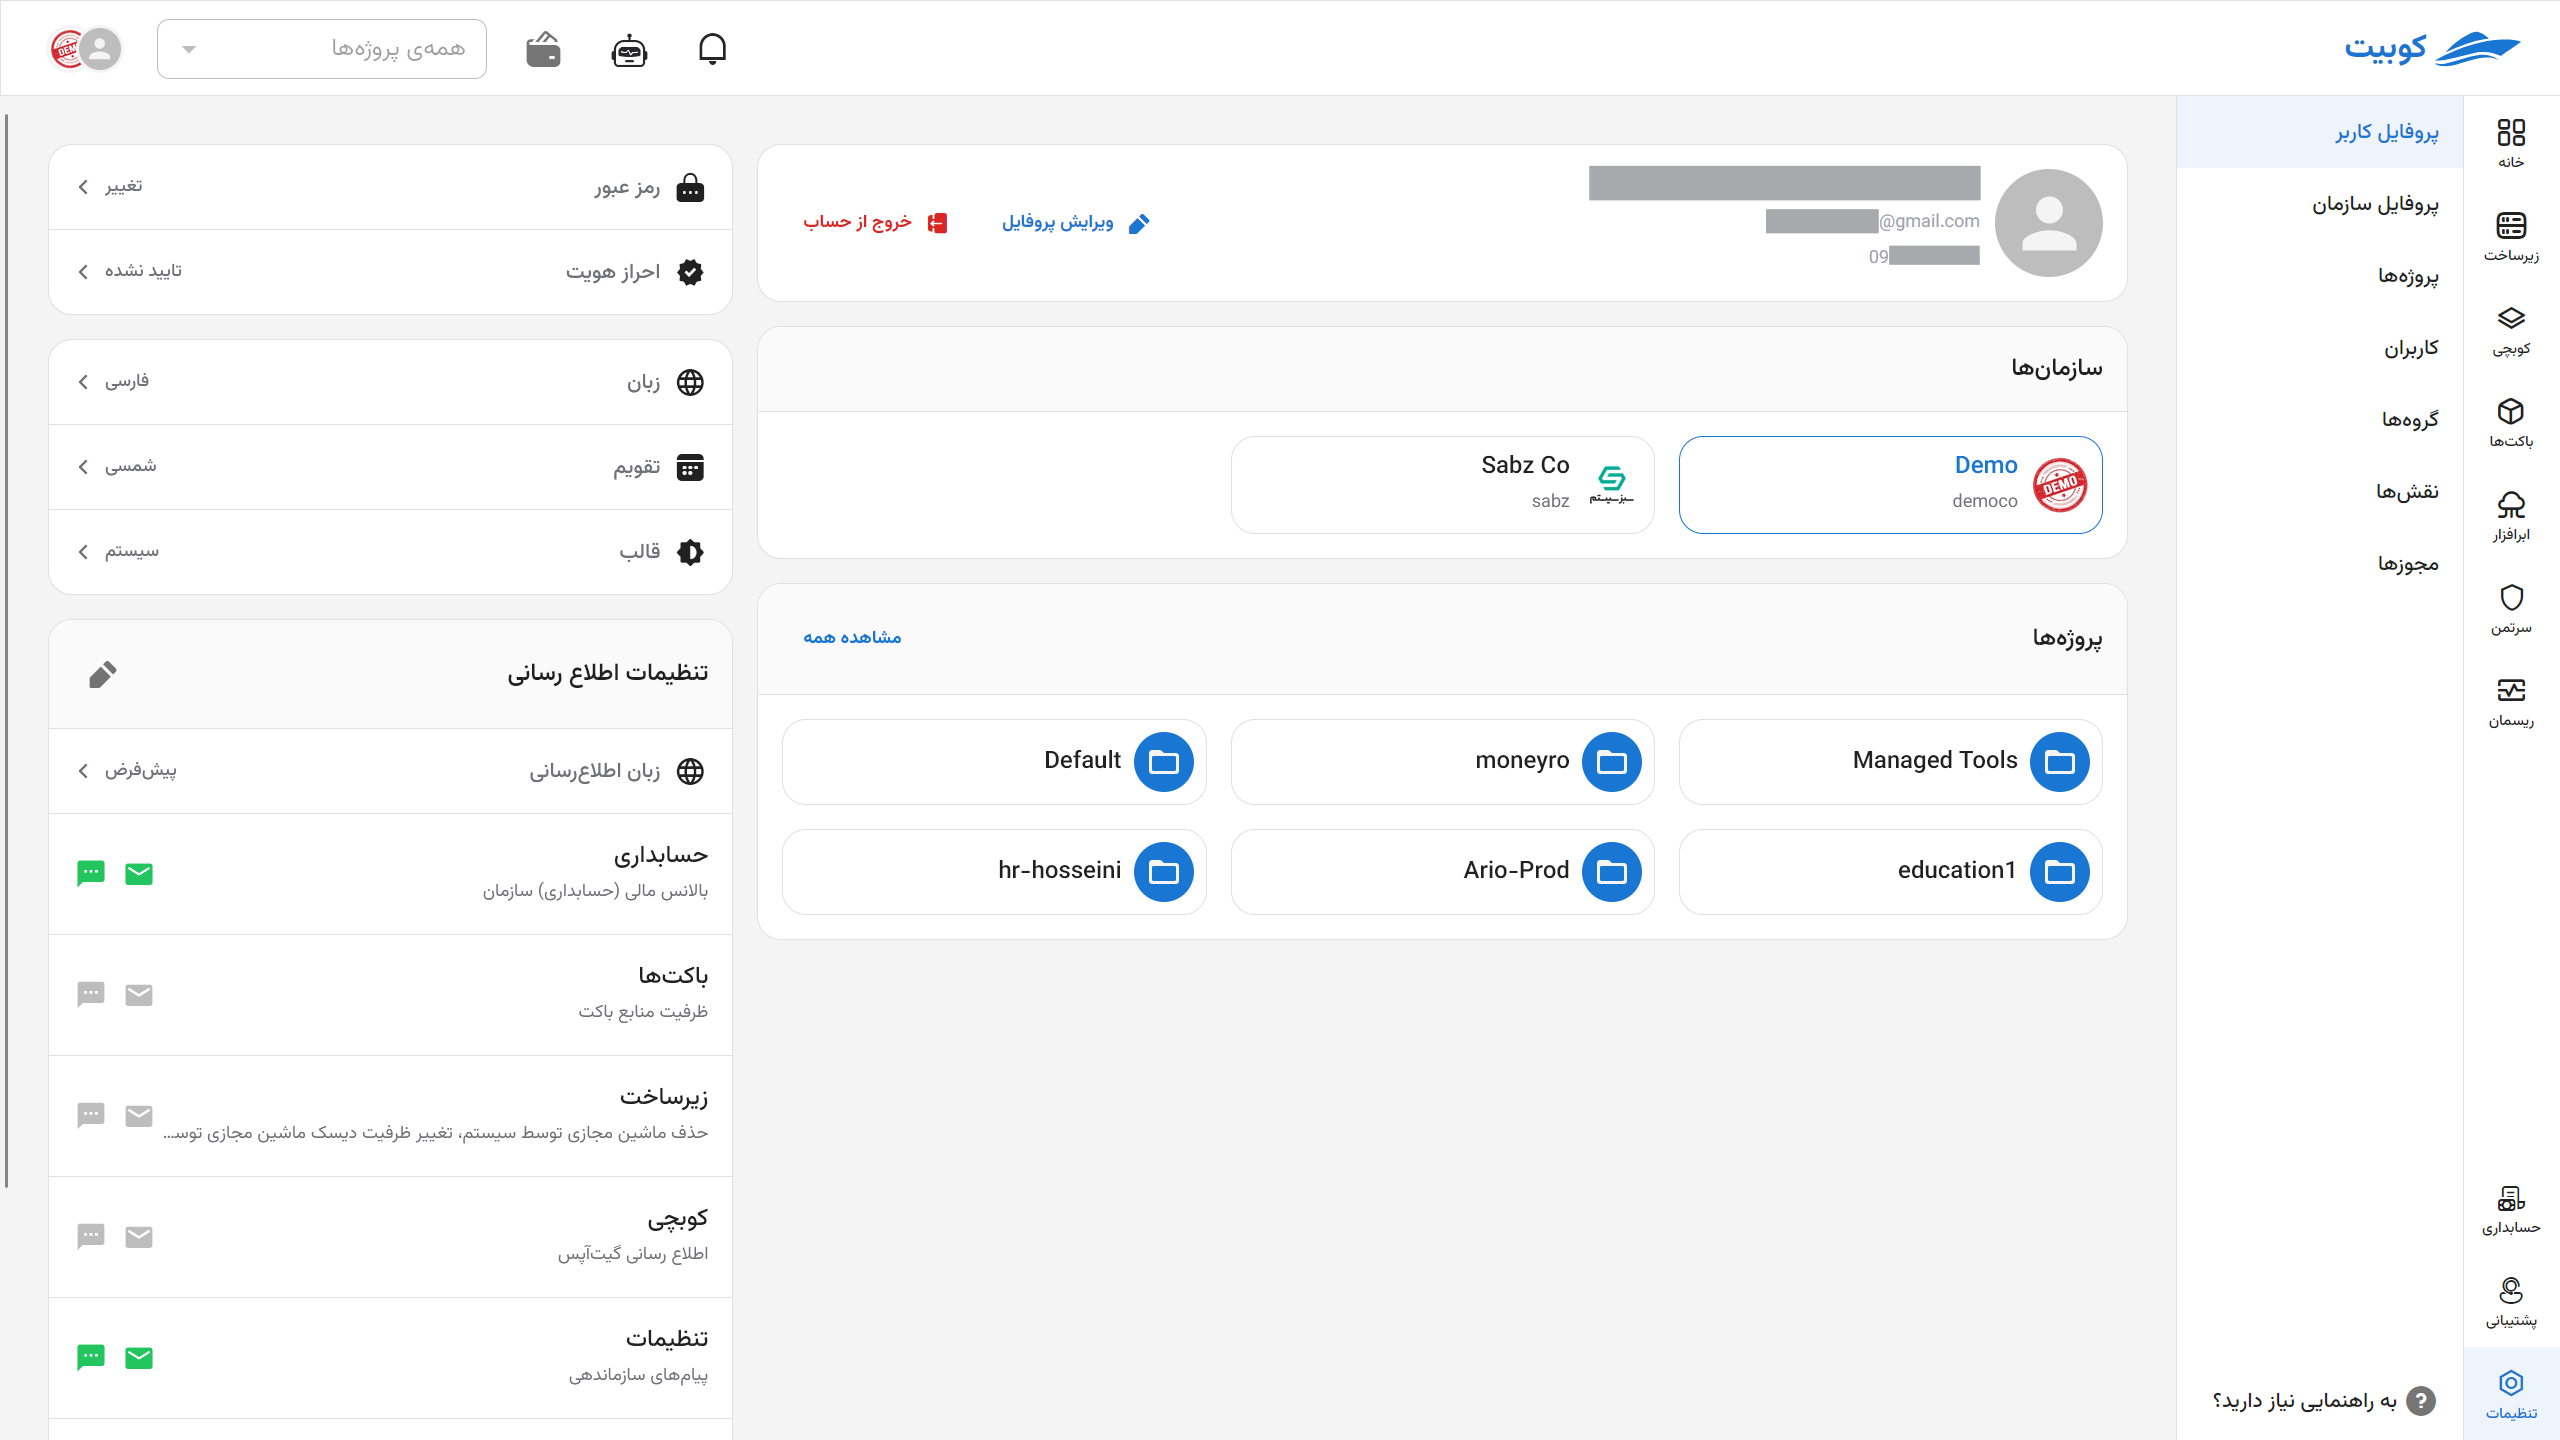 کوبیت
همه‌ی پروژه‌ها
DEMO
خانه
زیرساخت
کوبچی
باکت‌ها
ابرافزار
سرتمن
ریسمان
حسابداری
پشتیبانی
تنظیمات
پروفایل کاربر
پروفایل سازمان
پروژه‌ها
کاربران
گروه‌ها
نقش‌ها
مجوزها
به راهنمایی نیاز دارید؟
@gmail.com
09
ویرایش پروفایل
خروج از حساب
سازمان‌ها
DEMO
Demo
democo
سبزسیستم
Sabz Co
sabz
پروژه‌ها
مشاهده همه
Managed Tools
moneyro
Default
education1
Ario-Prod
hr-hosseini
رمز عبور
تغییر
احراز هویت
تایید نشده
زبان
فارسی
تقویم
شمسی
قالب
سیستم
تنظیمات اطلاع رسانی
زبان اطلاع‌رسانی
پیش‌فرض
حسابداری
بالانس مالی (حسابداری) سازمان
باکت‌ها
ظرفیت منابع باکت
زیرساخت
حذف ماشین مجازی توسط سیستم، تغییر ظرفیت دیسک ماشین مجازی توسـ...
کوبچی
اطلاع رسانی گیت‌آپس
تنظیمات
پیام‌های سازماندهی